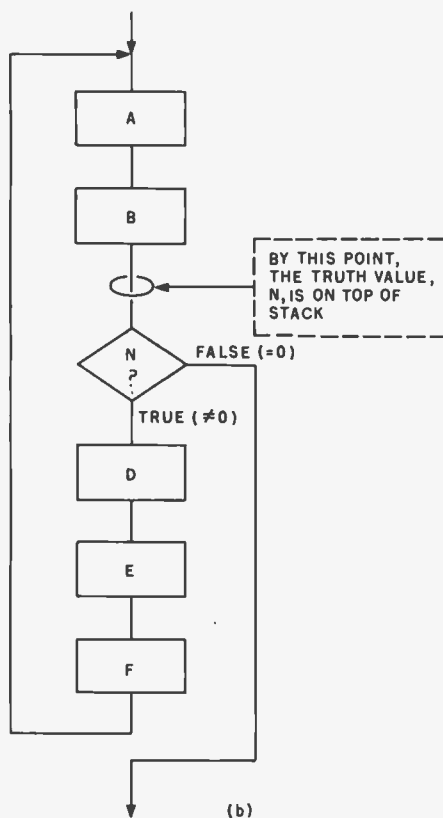 A
B
BY THIS POINT,
THE TRUTH VALUE,
N, IS ON TOP OF
STACK
N
?
FALSE (=0)
TRUE (≠0)
D
E
F
(b)